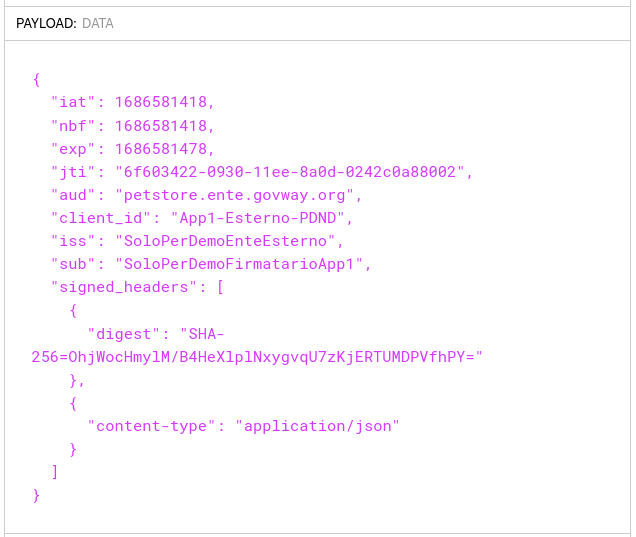 PAYLOAD: DATA
{
"iat": 1686581418,
"nbf": 1686581418,
"exp": 1686581478,
"jti": "6f603422-0930-11ee-8a0d-0242c0a88002",
"aud": "petstore.ente.govway.org",
"client_id": "App1-Esterno-PDND",
"iss": "SoloPerDemoEnteEsterno",
"sub": "SoloPerDemoFirmatarioApp1",
"signed_headers": [
{
"digest": "SHA-
256=OhjWocHmylM/B4HeXlplNxygvqU7zKjERTUMDPVfhPY="
},
{
"content-type": "application/json"
}
]
}